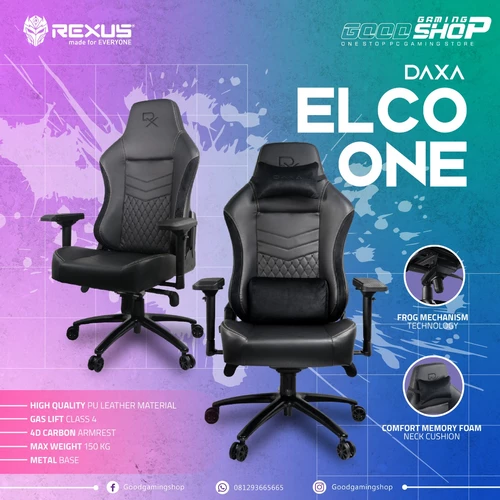 REXUS®
made for EVERYONE
GAMING
GOOD SHOP
ONE STOP PC GAMING STORE
DAXA
ELCO
ONE
FROG MECHANISM
TECHNOLOGY
COMFORT MEMORY FOAM
NECK CUSHION
HIGH QUALITY PU LEATHER MATERIAL
GAS LIFT CLASS 4
4D CARBON ARMREST
MAX WEIGHT 150 KG
METAL BASE
Goodgamingshop
081293665665
Goodgamingshop